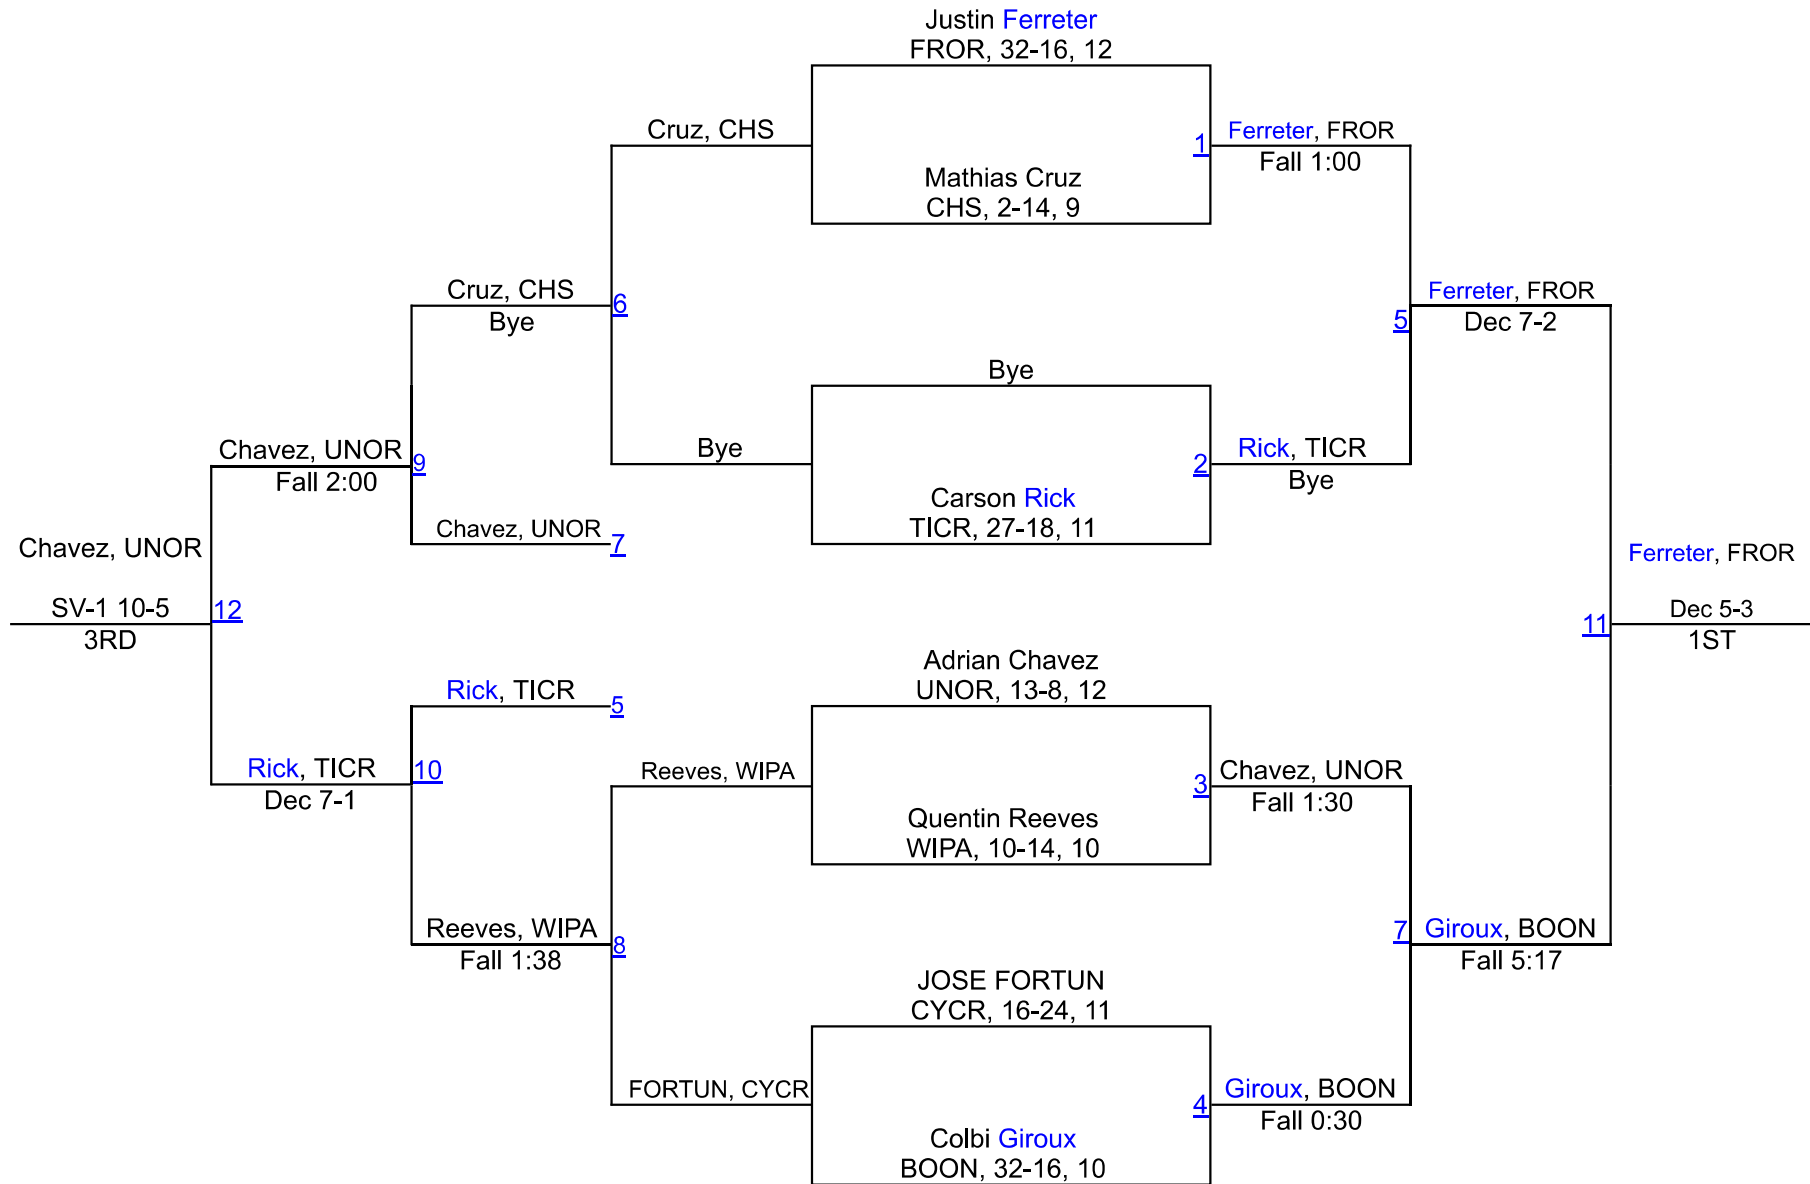 Justin Ferreter
FROR, 32-16, 12
Cruz, CHS
1
Ferreter, FROR
Fall 1:00
Mathias Cruz
CHS, 2-14, 9
Cruz, CHS
Bye
6
Ferreter, FROR
Dec 7-2
5
Bye
Chavez, UNOR
Fall 2:00
9
Bye
2
Rick, TICR
Bye
Carson Rick
TICR, 27-18, 11
Chavez, UNOR
7
Chavez, UNOR
SV-1 10-5
3RD
12
Ferreter, FROR
Dec 5-3
1ST
11
Adrian Chavez
UNOR, 13-8, 12
Rick, TICR
5
Rick, TICR
Dec 7-1
10
Reeves, WIPA
3
Chavez, UNOR
Fall 1:30
Quentin Reeves
WIPA, 10-14, 10
Reeves, WIPA
Fall 1:38
8
7
Giroux, BOON
Fall 5:17
JOSE FORTUN
CYCR, 16-24, 11
FORTUN, CYCR
4
Giroux, BOON
Fall 0:30
Colbi Giroux
BOON, 32-16, 10